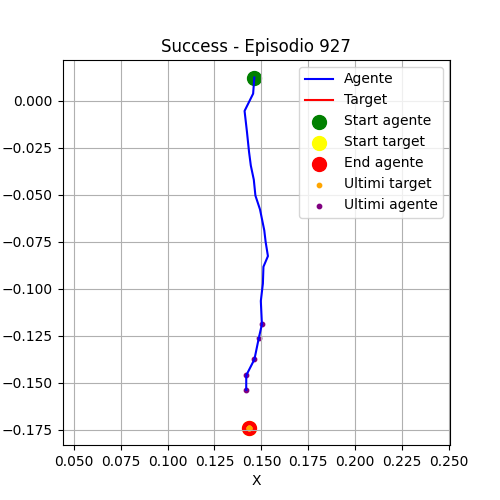 Success - Episodio 927
Agente
Target
Start agente
Start target
End agente
Ultimi target
Ultimi agente
0.000
−0.025
−0.050
−0.075
−0.100
−0.125
−0.150
−0.175
0.050 0.075 0.100 0.125 0.150 0.175 0.200 0.225 0.250
X